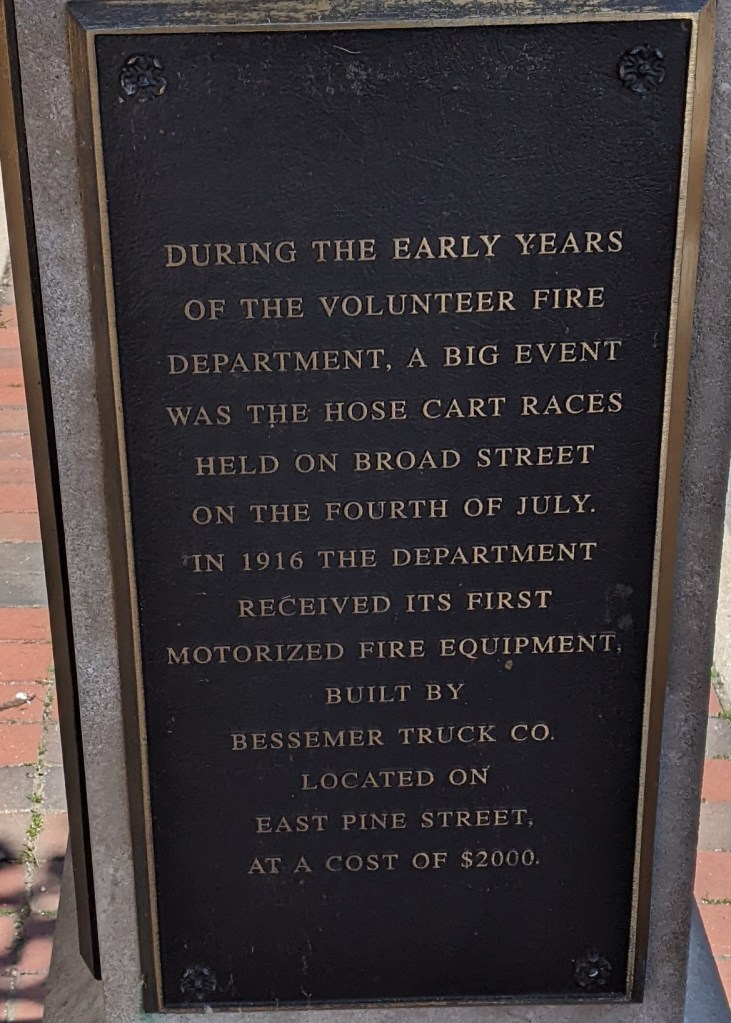 DURING THE EARLY YEARS
OF THE VOLUNTEER FIRE
DEPARTMENT, A BIG EVENT
WAS THE HOSE CART RACES
HELD ON BROAD STREET
ON THE FOURTH OF JULY.
IN 1916 THE DEPARTMENT
RECEIVED ITS FIRST
MOTORIZED FIRE EQUIPMENT,
BUILT BY
BESSEMER TRUCK CO.
LOCATED ON
EAST PINE STREET,
AT A COST OF $2000.